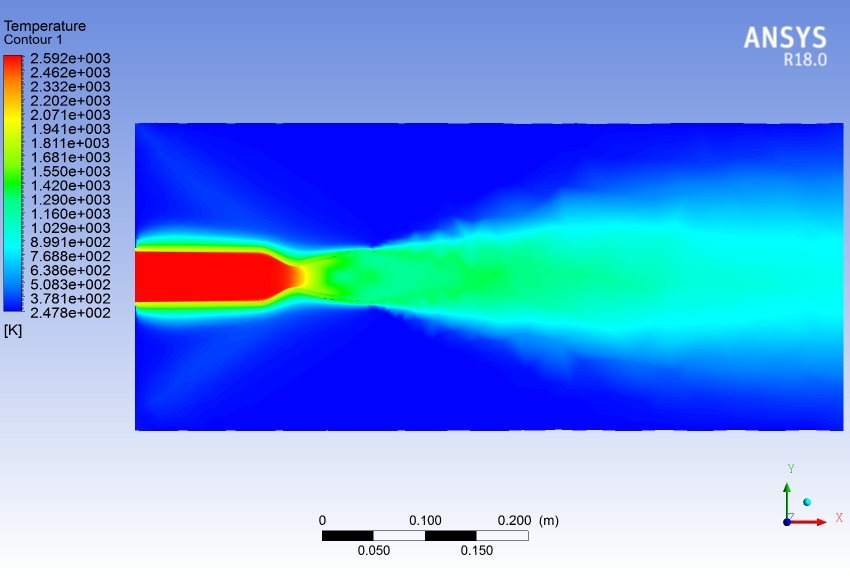 Temperature
Contour 1
2.592e+003
2.462e+003
2.332e+003
2.202e+003
2.071e+003
1.941e+003
1.811e+003
1.681e+003
1.550e+003
1.420e+003
1.290e+003
1.160e+003
1.029e+003
8.991e+002
7.688e+002
6.386e+002
5.083e+002
3.781e+002
2.478e+002
[K]
ANSYS
R18.0
0 0.100 0.200 (m)
0.050 0.150
Y
Z X